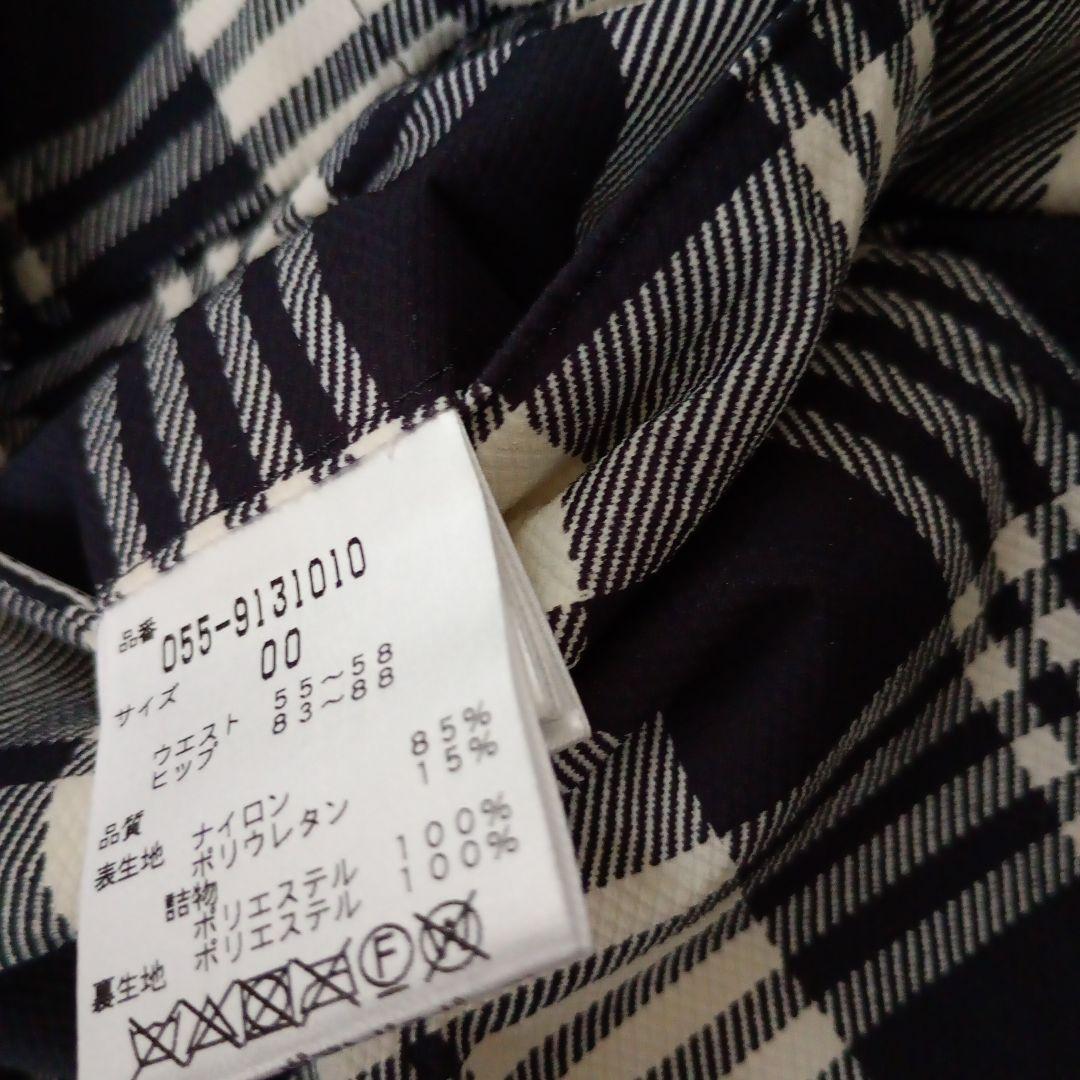 品番 055-9131010
サイズ 00
ウエスト 55～58
ヒップ 83～88
品質
表生地 ナイロン 85%
ポリウレタン 15%
詰物
ポリエステル 100%
裏生地 ポリエステル 100%
F W